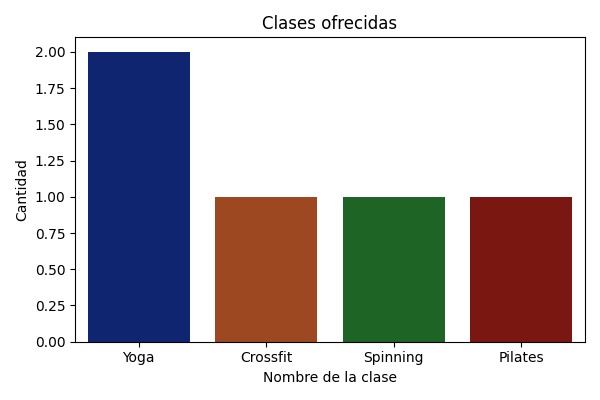 Clases ofrecidas
2.00
1.75
1.50
1.25
1.00
0.75
0.50
0.25
0.00
Cantidad
Yoga Crossfit Spinning Pilates
Nombre de la clase